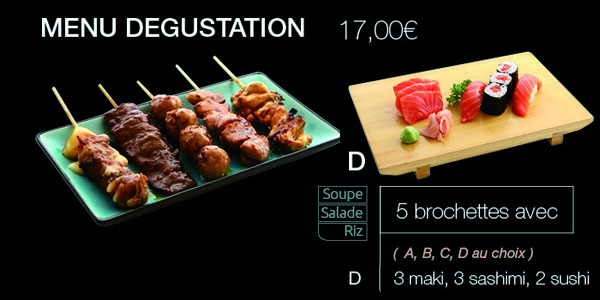 MENU DEGUSTATION 17,00€
D
Soupe
Salade
Riz
5 brochettes avec
( A, B, C, D au choix )
D 3 maki, 3 sashimi, 2 sushi